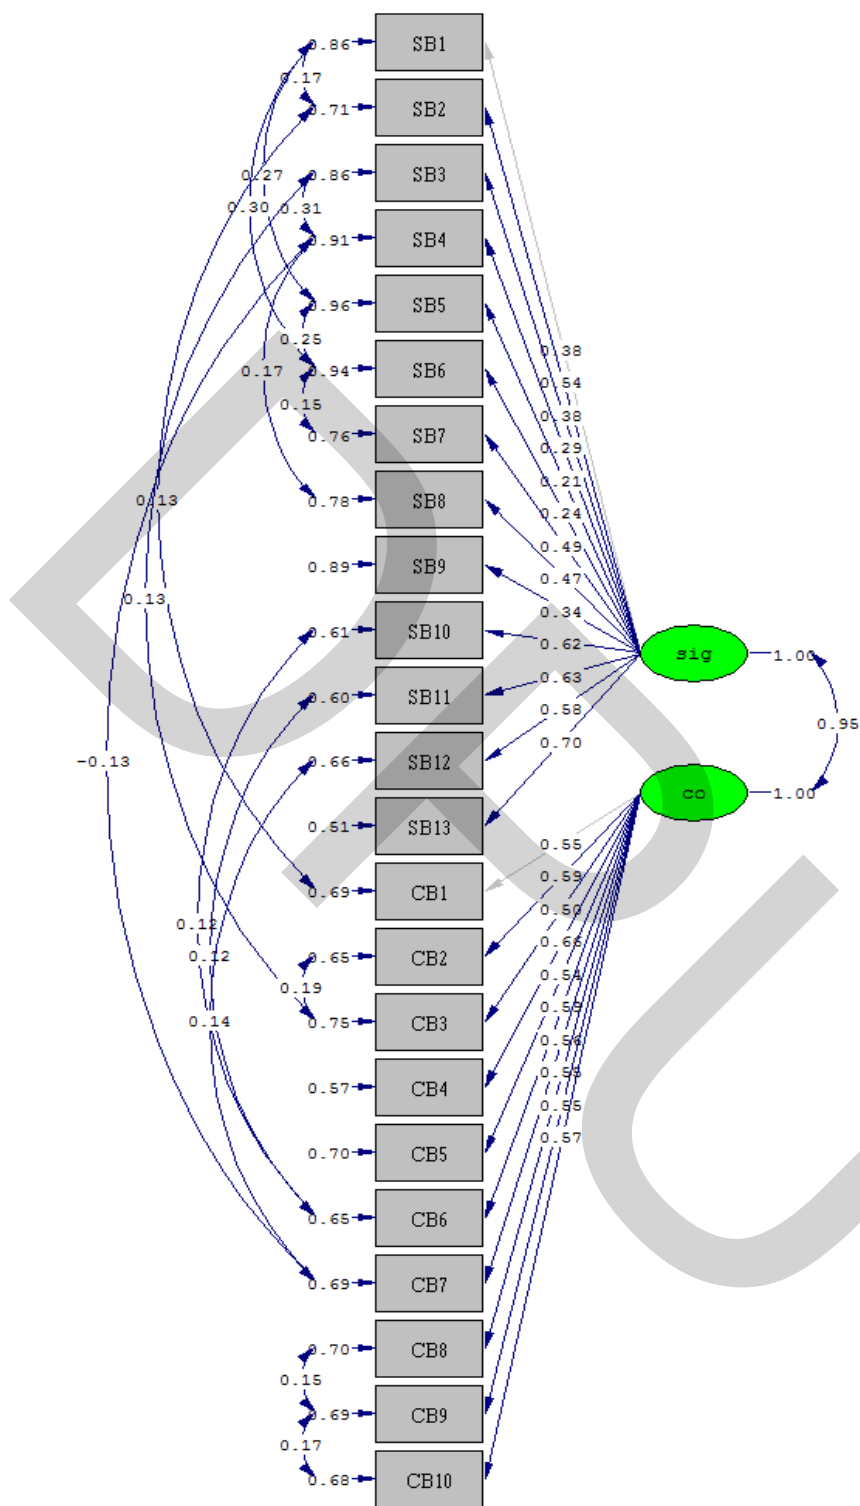 0.86 SB1
0.17
0.71 SB2
0.86 SB3
0.27
0.30 0.31
0.91 SB4
0.96 SB5
0.25
0.38
0.17 0.94 SB6
0.54
0.15
0.38
0.76 SB7
0.29
0.21
0.13 0.78 SB8
0.24
0.49
0.89 SB9
0.47
0.13
0.34
0.61 SB10
0.62
sig 1.00
0.63
0.60 SB11
0.58
0.95
0.70
-0.13 0.66 SB12
co 1.00
0.51 SB13
0.55
0.59
0.69 CB1
0.50
0.12
0.66
0.12 0.65 CB2
0.54
0.19
0.59
0.14 0.75 CB3
0.56
0.55
0.57 CB4
0.55
0.57
0.70 CB5
0.65 CB6
0.69 CB7
0.70 CB8
0.15
0.69 CB9
0.17
0.68 CB10
DPU